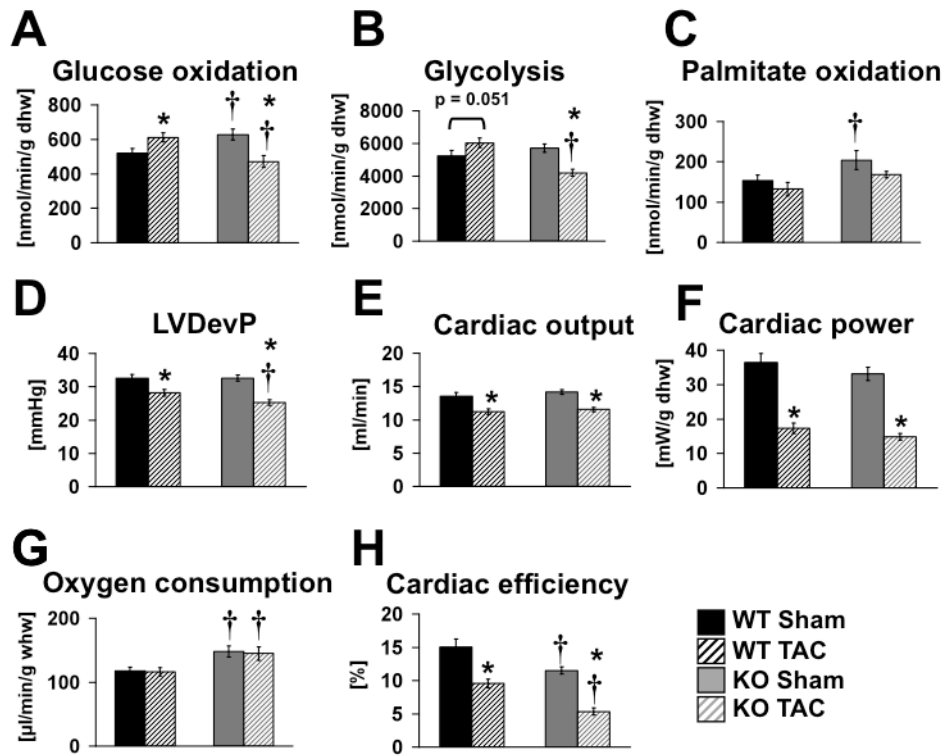 A
Glucose oxidation
[nmol/min/g dhw]
800
600
400
200
0
*
†
*
†
B
Glycolysis
p = 0.051
[nmol/min/g dhw]
8000
6000
4000
2000
0
*
†
C
Palmitate oxidation
[nmol/min/g dhw]
300
200
100
0
†
D
LVDevP
[mmHg]
40
30
20
10
0
*
*
†
E
Cardiac output
[ml/min]
20
15
10
5
0
*
*
F
Cardiac power
[mW/g dhw]
40
30
20
10
0
*
*
G
Oxygen consumption
[µl/min/g whw]
200
100
0
†
†
H
Cardiac efficiency
[%]
20
15
10
5
0
*
†
*
†
WT Sham
WT TAC
KO Sham
KO TAC